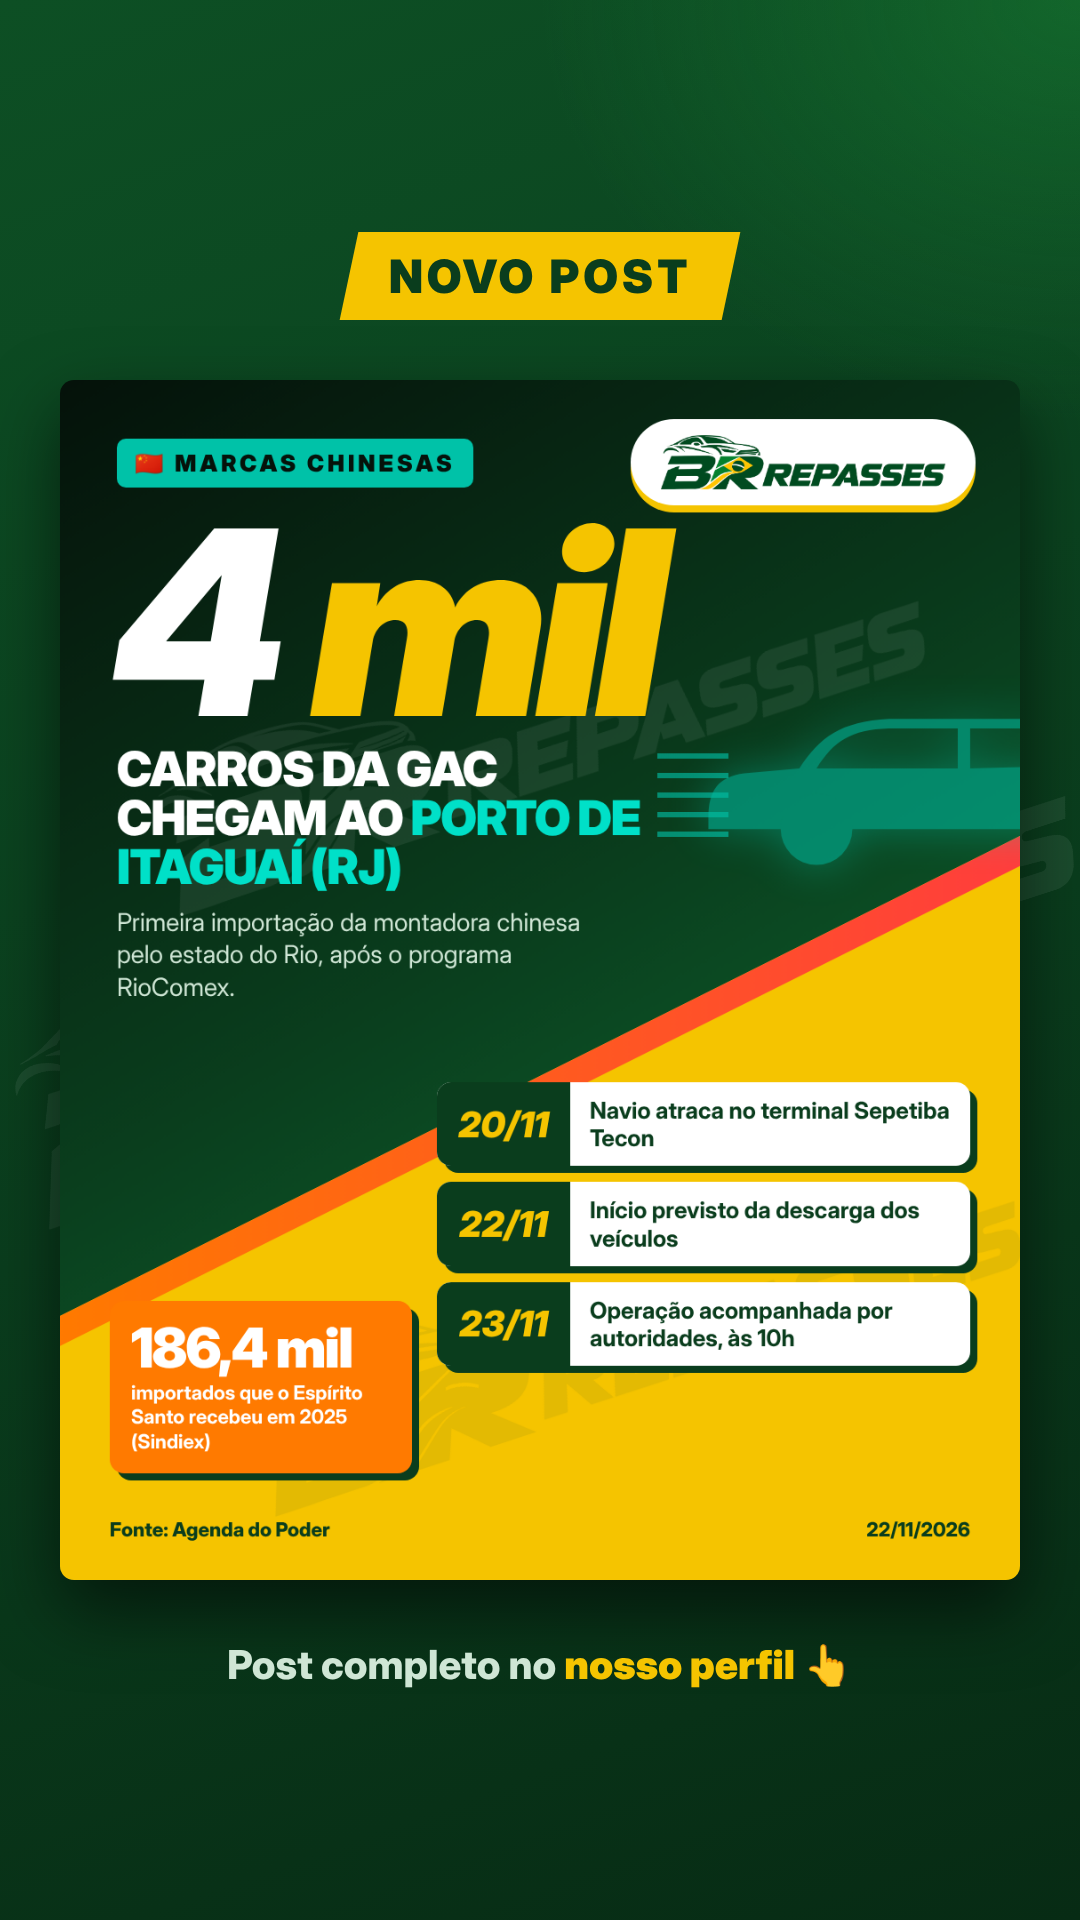 NOVO POST
🇨🇳 MARCAS CHINESAS
BR REPASSES
4 mil
CARROS DA GAC
CHEGAM AO PORTO DE
ITAGUAÍ (RJ)
Primeira importação da montadora chinesa
pelo estado do Rio, após o programa
RioComex.
20/11
Navio atraca no terminal Sepetiba
Tecon
22/11
Início previsto da descarga dos
veículos
23/11
Operação acompanhada por
autoridades, às 10h
186,4 mil
importados que o Espírito
Santo recebeu em 2025
(Sindiex)
Fonte: Agenda do Poder
22/11/2026
Post completo no nosso perfil 👆